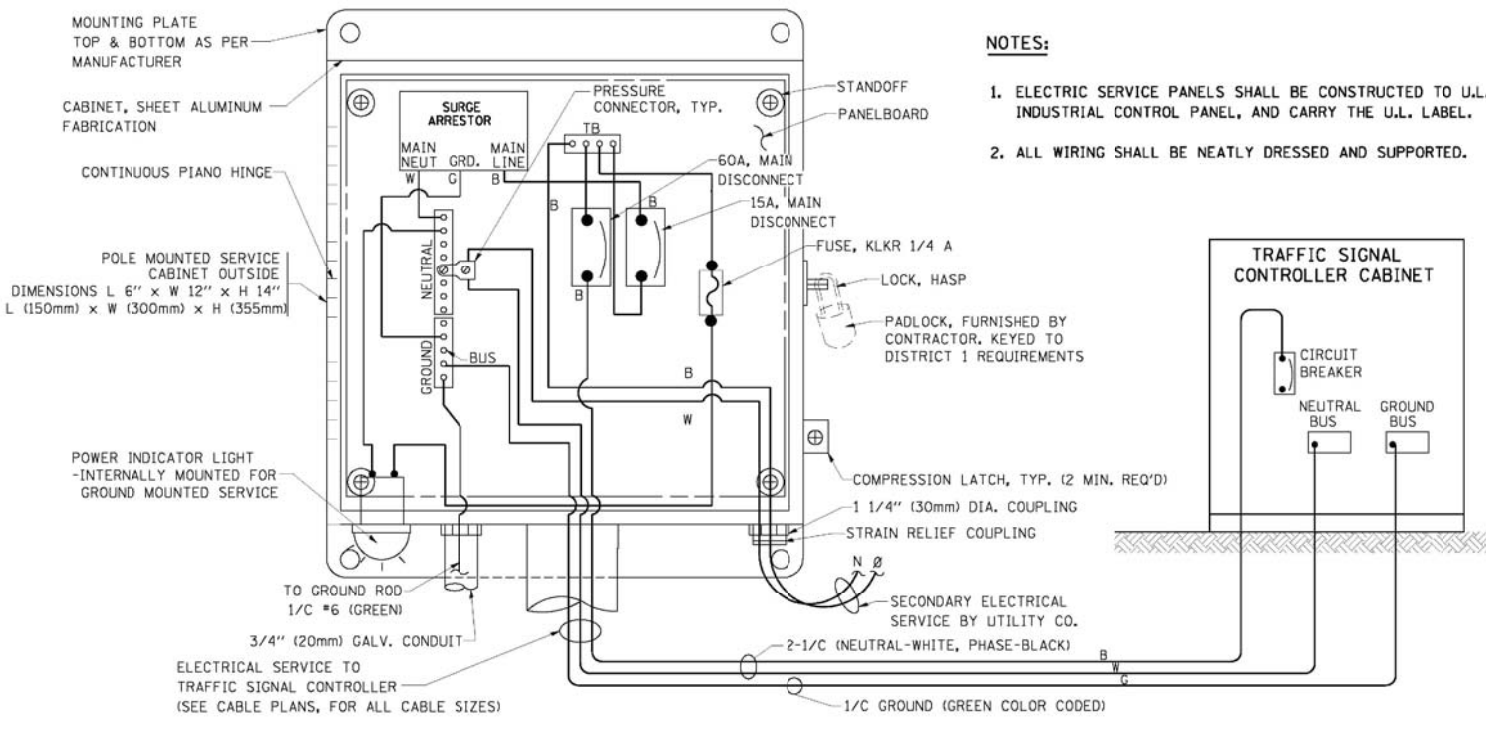 MOUNTING PLATE
TOP & BOTTOM AS PER
MANUFACTURER
CABINET, SHEET ALUMINUM
FABRICATION
CONTINUOUS PIANO HINGE
POLE MOUNTED SERVICE
CABINET OUTSIDE
DIMENSIONS L 6" x W 12" x H 14"
L (150mm) x W (300mm) x H (355mm)
POWER INDICATOR LIGHT
-INTERNALLY MOUNTED FOR
GROUND MOUNTED SERVICE
TO GROUND ROD
1/C #6 (GREEN)
3/4" (20mm) GALV. CONDUIT
ELECTRICAL SERVICE TO
TRAFFIC SIGNAL CONTROLLER
(SEE CABLE PLANS, FOR ALL CABLE SIZES)
SURGE
ARRESTOR
MAIN
NEUT
GRD.
MAIN
LINE
W
G
B
PRESSURE
CONNECTOR, TYP.
TB
NEUTRAL
GROUND
BUS
B
B
B
B
W
60A, MAIN
DISCONNECT
15A, MAIN
DISCONNECT
STANDOFF
PANELBOARD
FUSE, KLKR 1/4 A
LOCK, HASP
PADLOCK, FURNISHED BY
CONTRACTOR. KEYED TO
DISTRICT 1 REQUIREMENTS
COMPRESSION LATCH, TYP. (2 MIN. REQ'D)
1 1/4" (30mm) DIA. COUPLING
STRAIN RELIEF COUPLING
N Ø
SECONDARY ELECTRICAL
SERVICE BY UTILITY CO.
2-1/C (NEUTRAL-WHITE, PHASE-BLACK)
B
W
G
1/C GROUND (GREEN COLOR CODED)
NOTES:
1. ELECTRIC SERVICE PANELS SHALL BE CONSTRUCTED TO U.L.
INDUSTRIAL CONTROL PANEL, AND CARRY THE U.L. LABEL.
2. ALL WIRING SHALL BE NEATLY DRESSED AND SUPPORTED.
TRAFFIC SIGNAL
CONTROLLER CABINET
CIRCUIT
BREAKER
NEUTRAL
BUS
GROUND
BUS